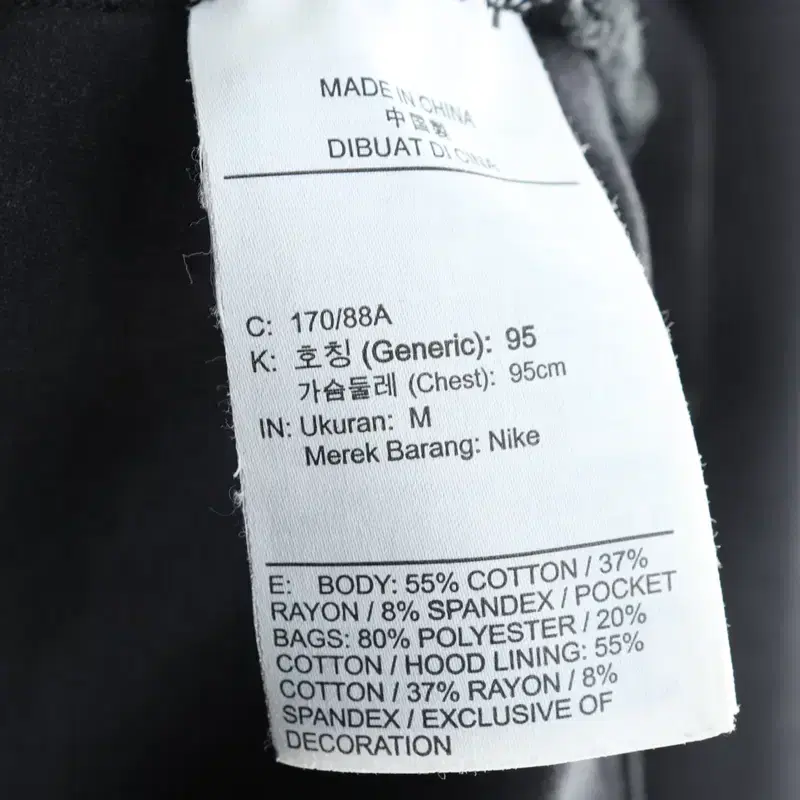 MADE IN CHINA
中国製
DIBUAT DI CINA
C: 170/88A
K: 호칭 (Generic): 95
가슴둘레 (Chest): 95cm
IN: Ukuran: M
Merek Barang: Nike
E: BODY: 55% COTTON / 37%
RAYON / 8% SPANDEX / POCKET
BAGS: 80% POLYESTER / 20%
COTTON / HOOD LINING: 55%
COTTON / 37% RAYON / 8%
SPANDEX / EXCLUSIVE OF
DECORATION